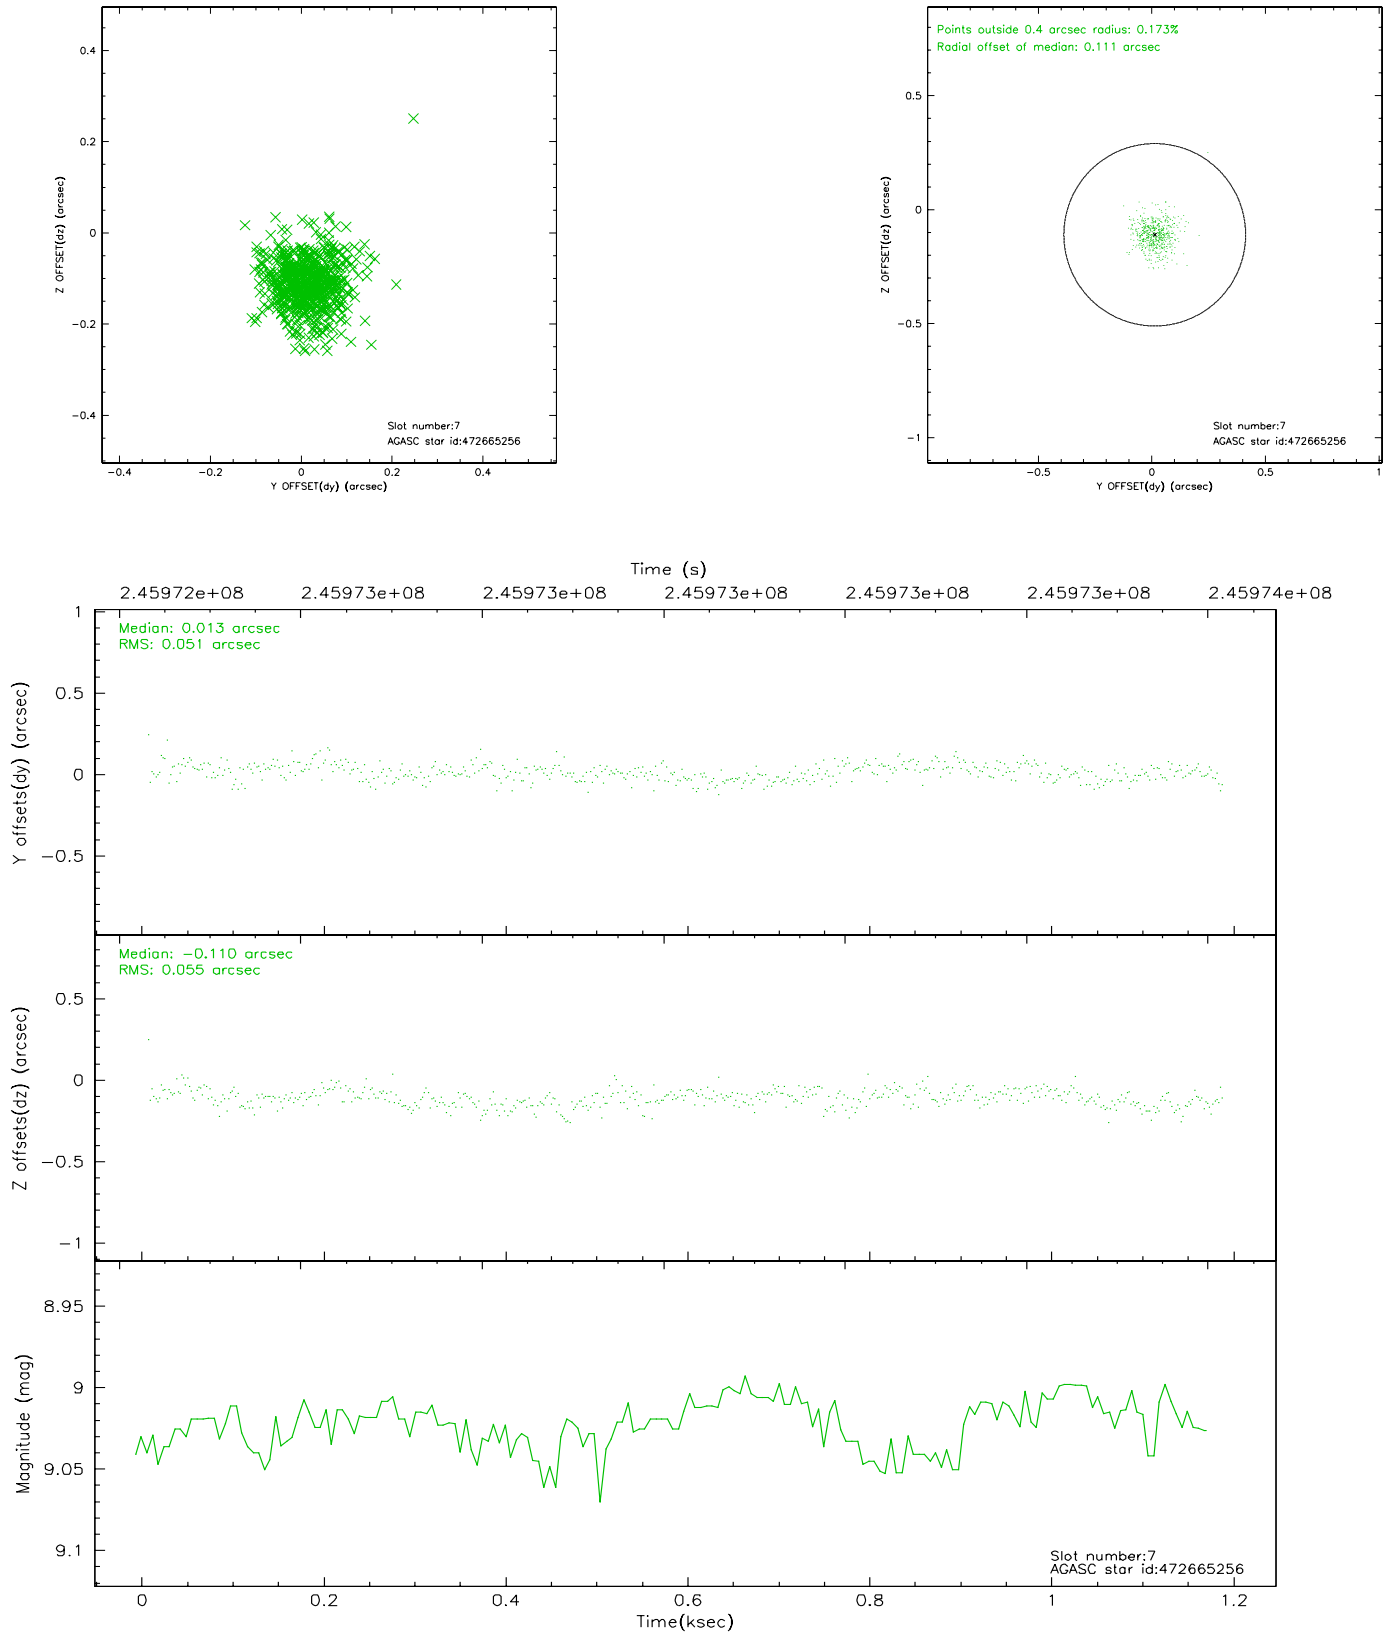 0.4
0.2
0
−0.2
−0.4
Z OFFSET(dz) (arcsec)
−0.4 −0.2 0 0.2 0.4
Y OFFSET(dy) (arcsec)
Slot number:7
AGASC star id:472665256
Points outside 0.4 arcsec radius: 0.173%
Radial offset of median: 0.111 arcsec
0.5
0
−0.5
−1
Z OFFSET(dz) (arcsec)
−0.5 0 0.5 1
Y OFFSET(dy) (arcsec)
Slot number:7
AGASC star id:472665256
Time (s)
2.45972e+08 2.45973e+08 2.45973e+08 2.45973e+08 2.45973e+08 2.45973e+08 2.45974e+08
Median: 0.013 arcsec
RMS: 0.051 arcsec
1
0.5
0
−0.5
Y offsets(dy) (arcsec)
Median: −0.110 arcsec
RMS: 0.055 arcsec
0.5
0
−0.5
−1
Z offsets(dz) (arcsec)
8.95
9
9.05
9.1
Magnitude (mag)
Slot number:7
AGASC star id:472665256
0 0.2 0.4 0.6 0.8 1 1.2
Time(ksec)